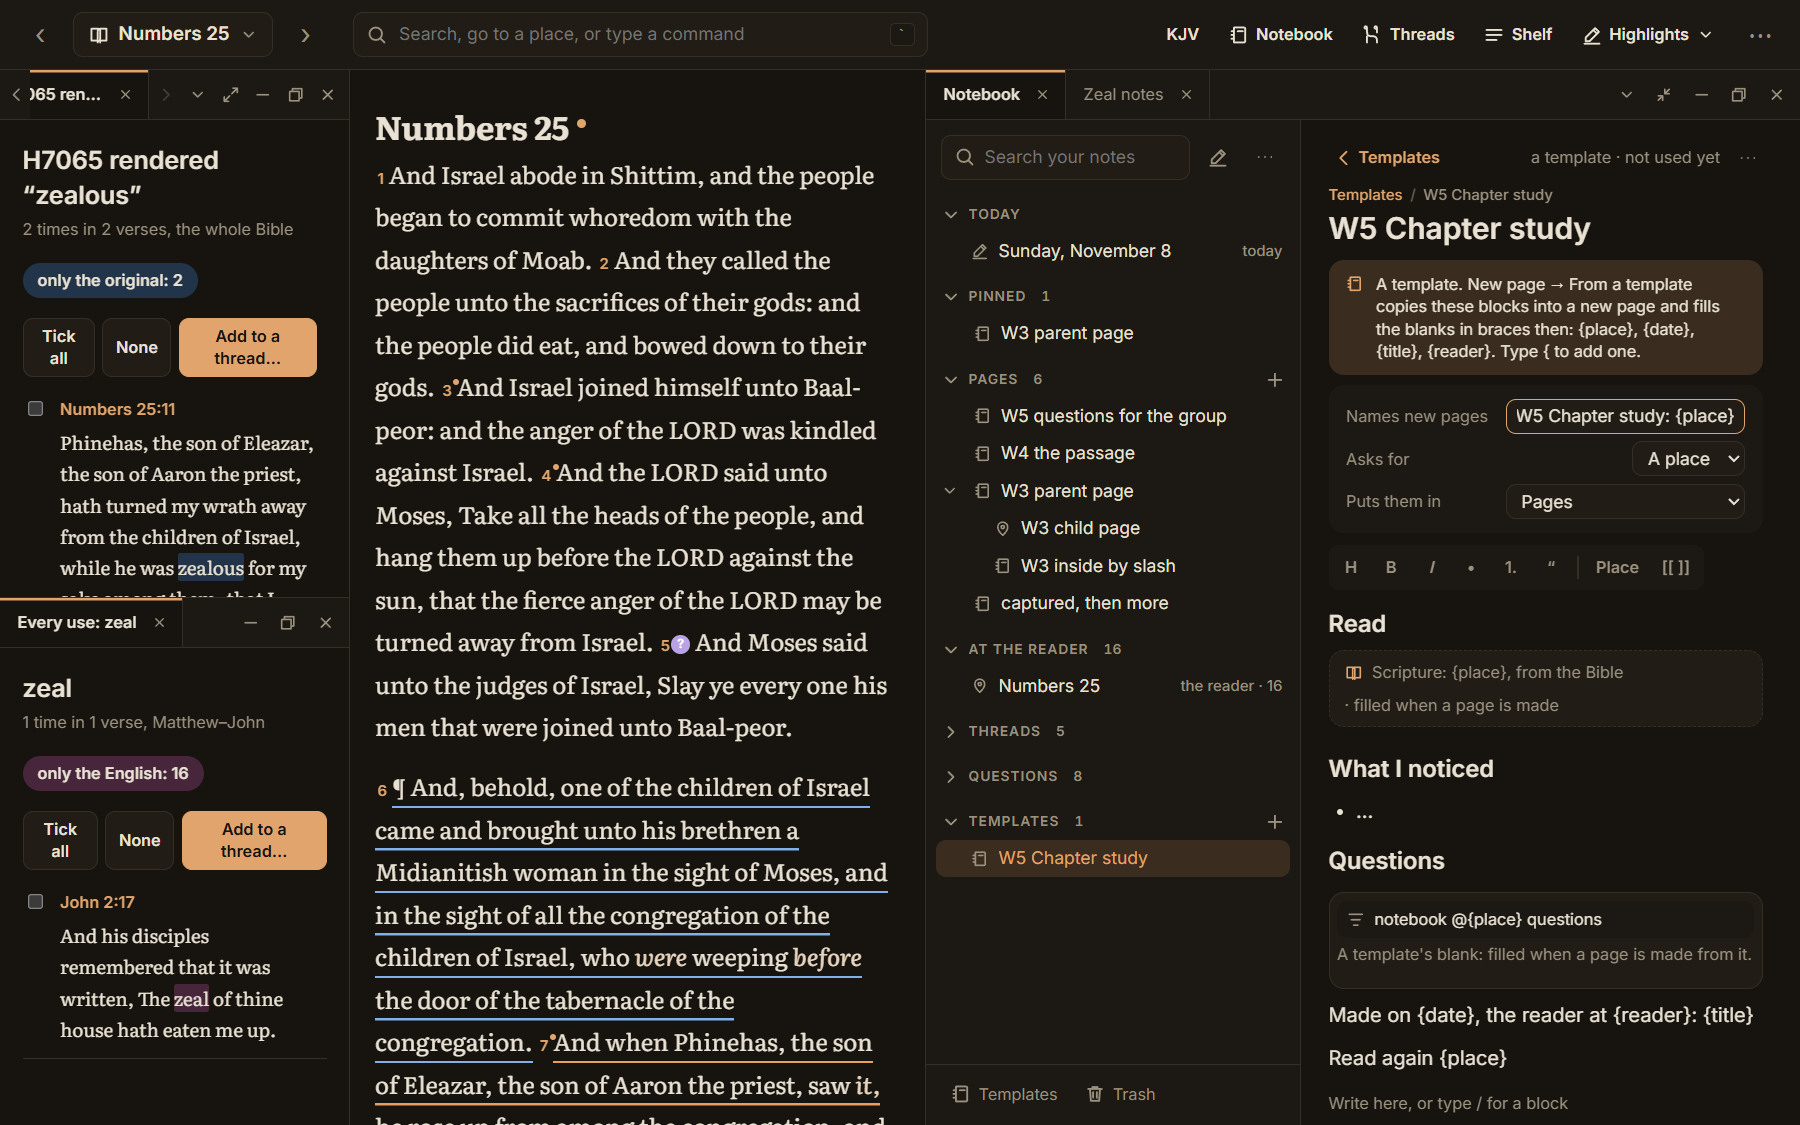 Numbers 25
Search, go to a place, or type a command
`
KJV
Notebook
Threads
Shelf
Highlights
065 ren...
H7065 rendered
“zealous”
2 times in 2 verses, the whole Bible
only the original: 2
Tick
all
None
Add to a
thread...
Numbers 25:11
Phinehas, the son of Eleazar,
the son of Aaron the priest,
hath turned my wrath away
from the children of Israel,
while he was zealous for my
Every use: zeal
zeal
1 time in 1 verse, Matthew–John
only the English: 16
Tick
all
None
Add to a
thread...
John 2:17
And his disciples
remembered that it was
written, The zeal of thine
house hath eaten me up.
Numbers 25
1 And Israel abode in Shittim, and the people
began to commit whoredom with the
daughters of Moab. 2 And they called the
people unto the sacrifices of their gods: and
the people did eat, and bowed down to their
gods. 3 And Israel joined himself unto Baal-
peor: and the anger of the LORD was kindled
against Israel. 4 And the LORD said unto
Moses, Take all the heads of the people, and
hang them up before the LORD against the
sun, that the fierce anger of the LORD may be
turned away from Israel. 5 ? And Moses said
unto the judges of Israel, Slay ye every one his
men that were joined unto Baal-peor.
6 ¶ And, behold, one of the children of Israel
came and brought unto his brethren a
Midianitish woman in the sight of Moses, and
in the sight of all the congregation of the
children of Israel, who were weeping before
the door of the tabernacle of the
congregation. 7 And when Phinehas, the son
of Eleazar, the son of Aaron the priest, saw it,
he rose up from among the congregation, and
Notebook
Zeal notes
Search your notes
TODAY
Sunday, November 8 today
PINNED 1
W3 parent page
PAGES 6
W5 questions for the group
W4 the passage
W3 parent page
W3 child page
W3 inside by slash
captured, then more
AT THE READER 16
Numbers 25 the reader · 16
THREADS 5
QUESTIONS 8
TEMPLATES 1
W5 Chapter study
Templates
Trash
Templates
a template · not used yet
Templates / W5 Chapter study
W5 Chapter study
A template. New page → From a template
copies these blocks into a new page and fills
the blanks in braces then: {place}, {date},
{title}, {reader}. Type { to add one.
Names new pages W5 Chapter study: {place}
Asks for A place
Puts them in Pages
H B I • 1. “ Place [[ ]]
Read
Scripture: {place}, from the Bible
· filled when a page is made
What I noticed
• ...
Questions
notebook @{place} questions
A template's blank: filled when a page is made from it.
Made on {date}, the reader at {reader}: {title}
Read again {place}
Write here, or type / for a block